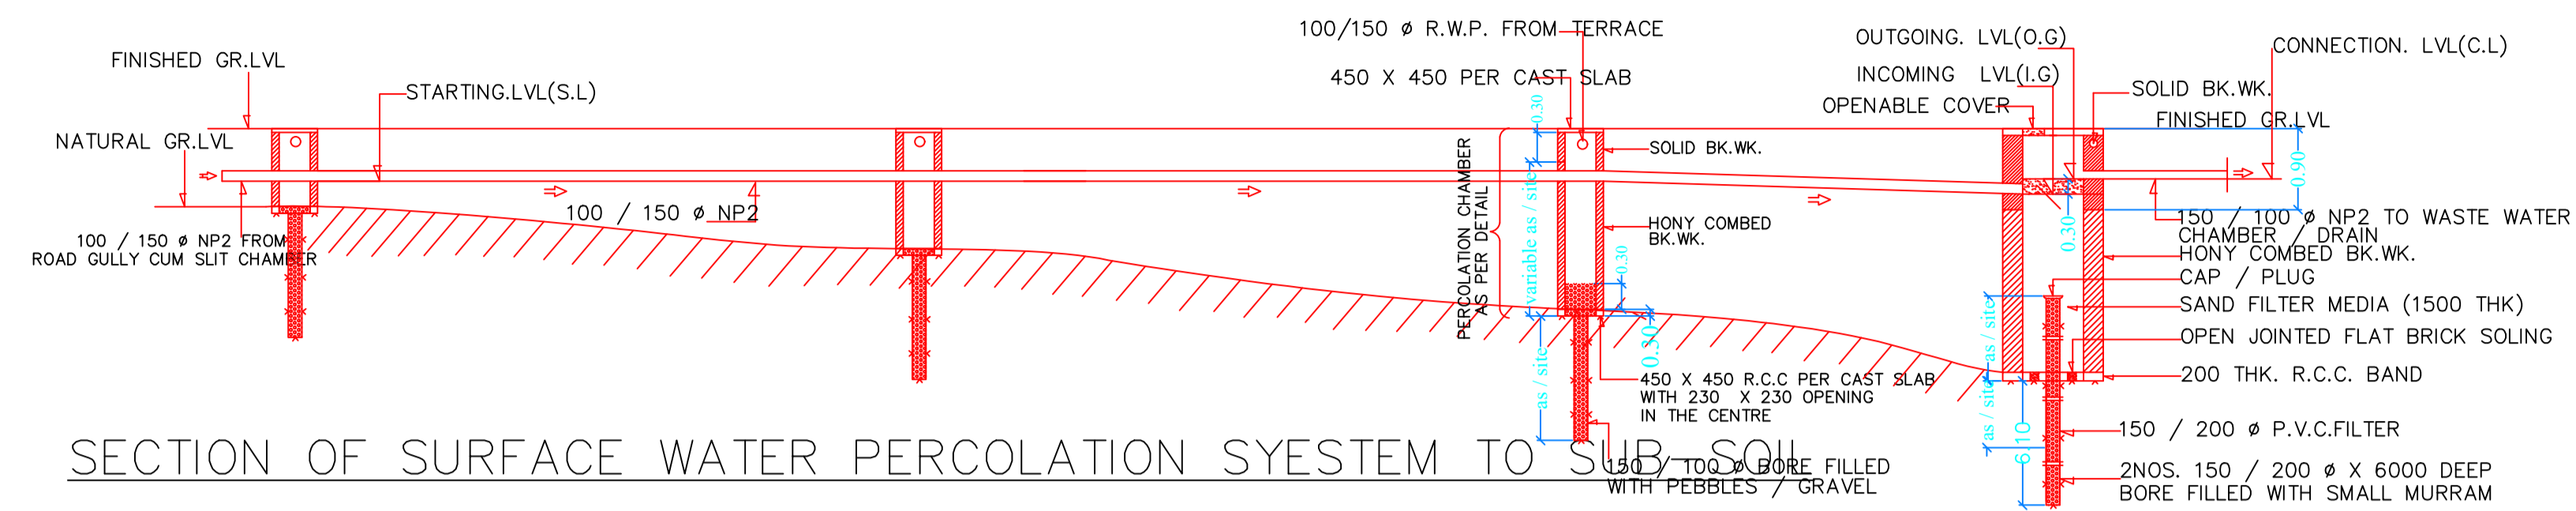 FINISHED GR.LVL
STARTING.LVL(S.L)
NATURAL GR.LVL
100 / 150 ø NP2 FROM
ROAD GULLY CUM SLIT CHAMBER
100 / 150 ø NP2
100/150 ø R.W.P. FROM TERRACE
450 X 450 PER CAST SLAB
0.30
PERCOLATION CHAMBER
AS PER DETAIL
variable as / site
SOLID BK.WK.
HONY COMBED
BK.WK.
0.30
0.30
as / site
450 X 450 R.C.C PER CAST SLAB
WITH 230 X 230 OPENING
IN THE CENTRE
150 / 100 ø BORE FILLED
WITH PEBBLES / GRAVEL
OUTGOING. LVL(O.G)
INCOMING LVL(I.G)
OPENABLE COVER
CONNECTION. LVL(C.L)
SOLID BK.WK.
FINISHED GR.LVL
0.90
0.30
150 / 100 ø NP2 TO WASTE WATER
CHAMBER / DRAIN
HONY COMBED BK.WK.
CAP / PLUG
SAND FILTER MEDIA (1500 THK)
OPEN JOINTED FLAT BRICK SOLING
200 THK. R.C.C. BAND
as / site
as / site
6.10
150 / 200 ø P.V.C.FILTER
2NOS. 150 / 200 ø X 6000 DEEP
BORE FILLED WITH SMALL MURRAM
SECTION OF SURFACE WATER PERCOLATION SYESTEM TO SUB-SOIL